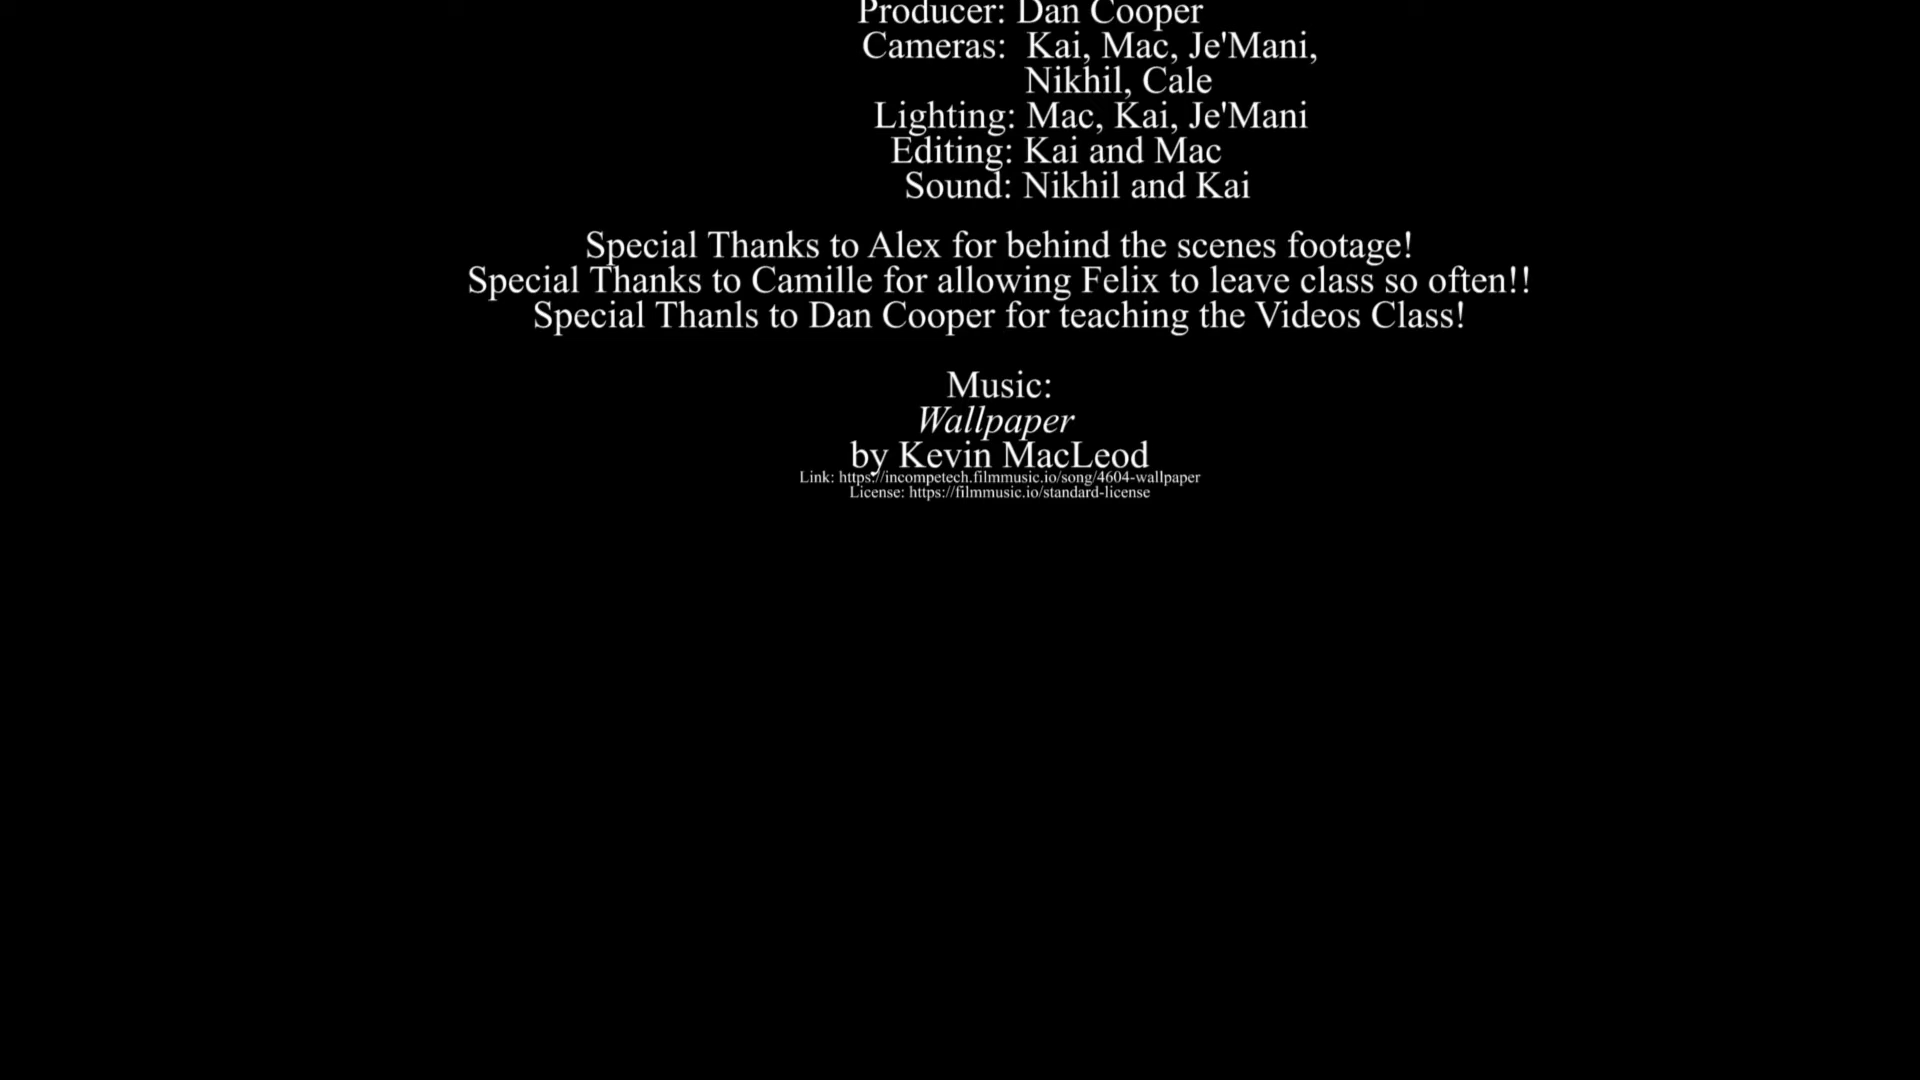 Producer: Dan Cooper
Cameras: Kai, Mac, Je'Mani,
Nikhil, Cale
Lighting: Mac, Kai, Je'Mani
Editing: Kai and Mac
Sound: Nikhil and Kai
Special Thanks to Alex for behind the scenes footage!
Special Thanks to Camille for allowing Felix to leave class so often!!
Special Thanls to Dan Cooper for teaching the Videos Class!
Music:
Wallpaper
by Kevin MacLeod
Link: https://incompetech.filmmusic.io/song/4604-wallpaper
License: https://filmmusic.io/standard-license